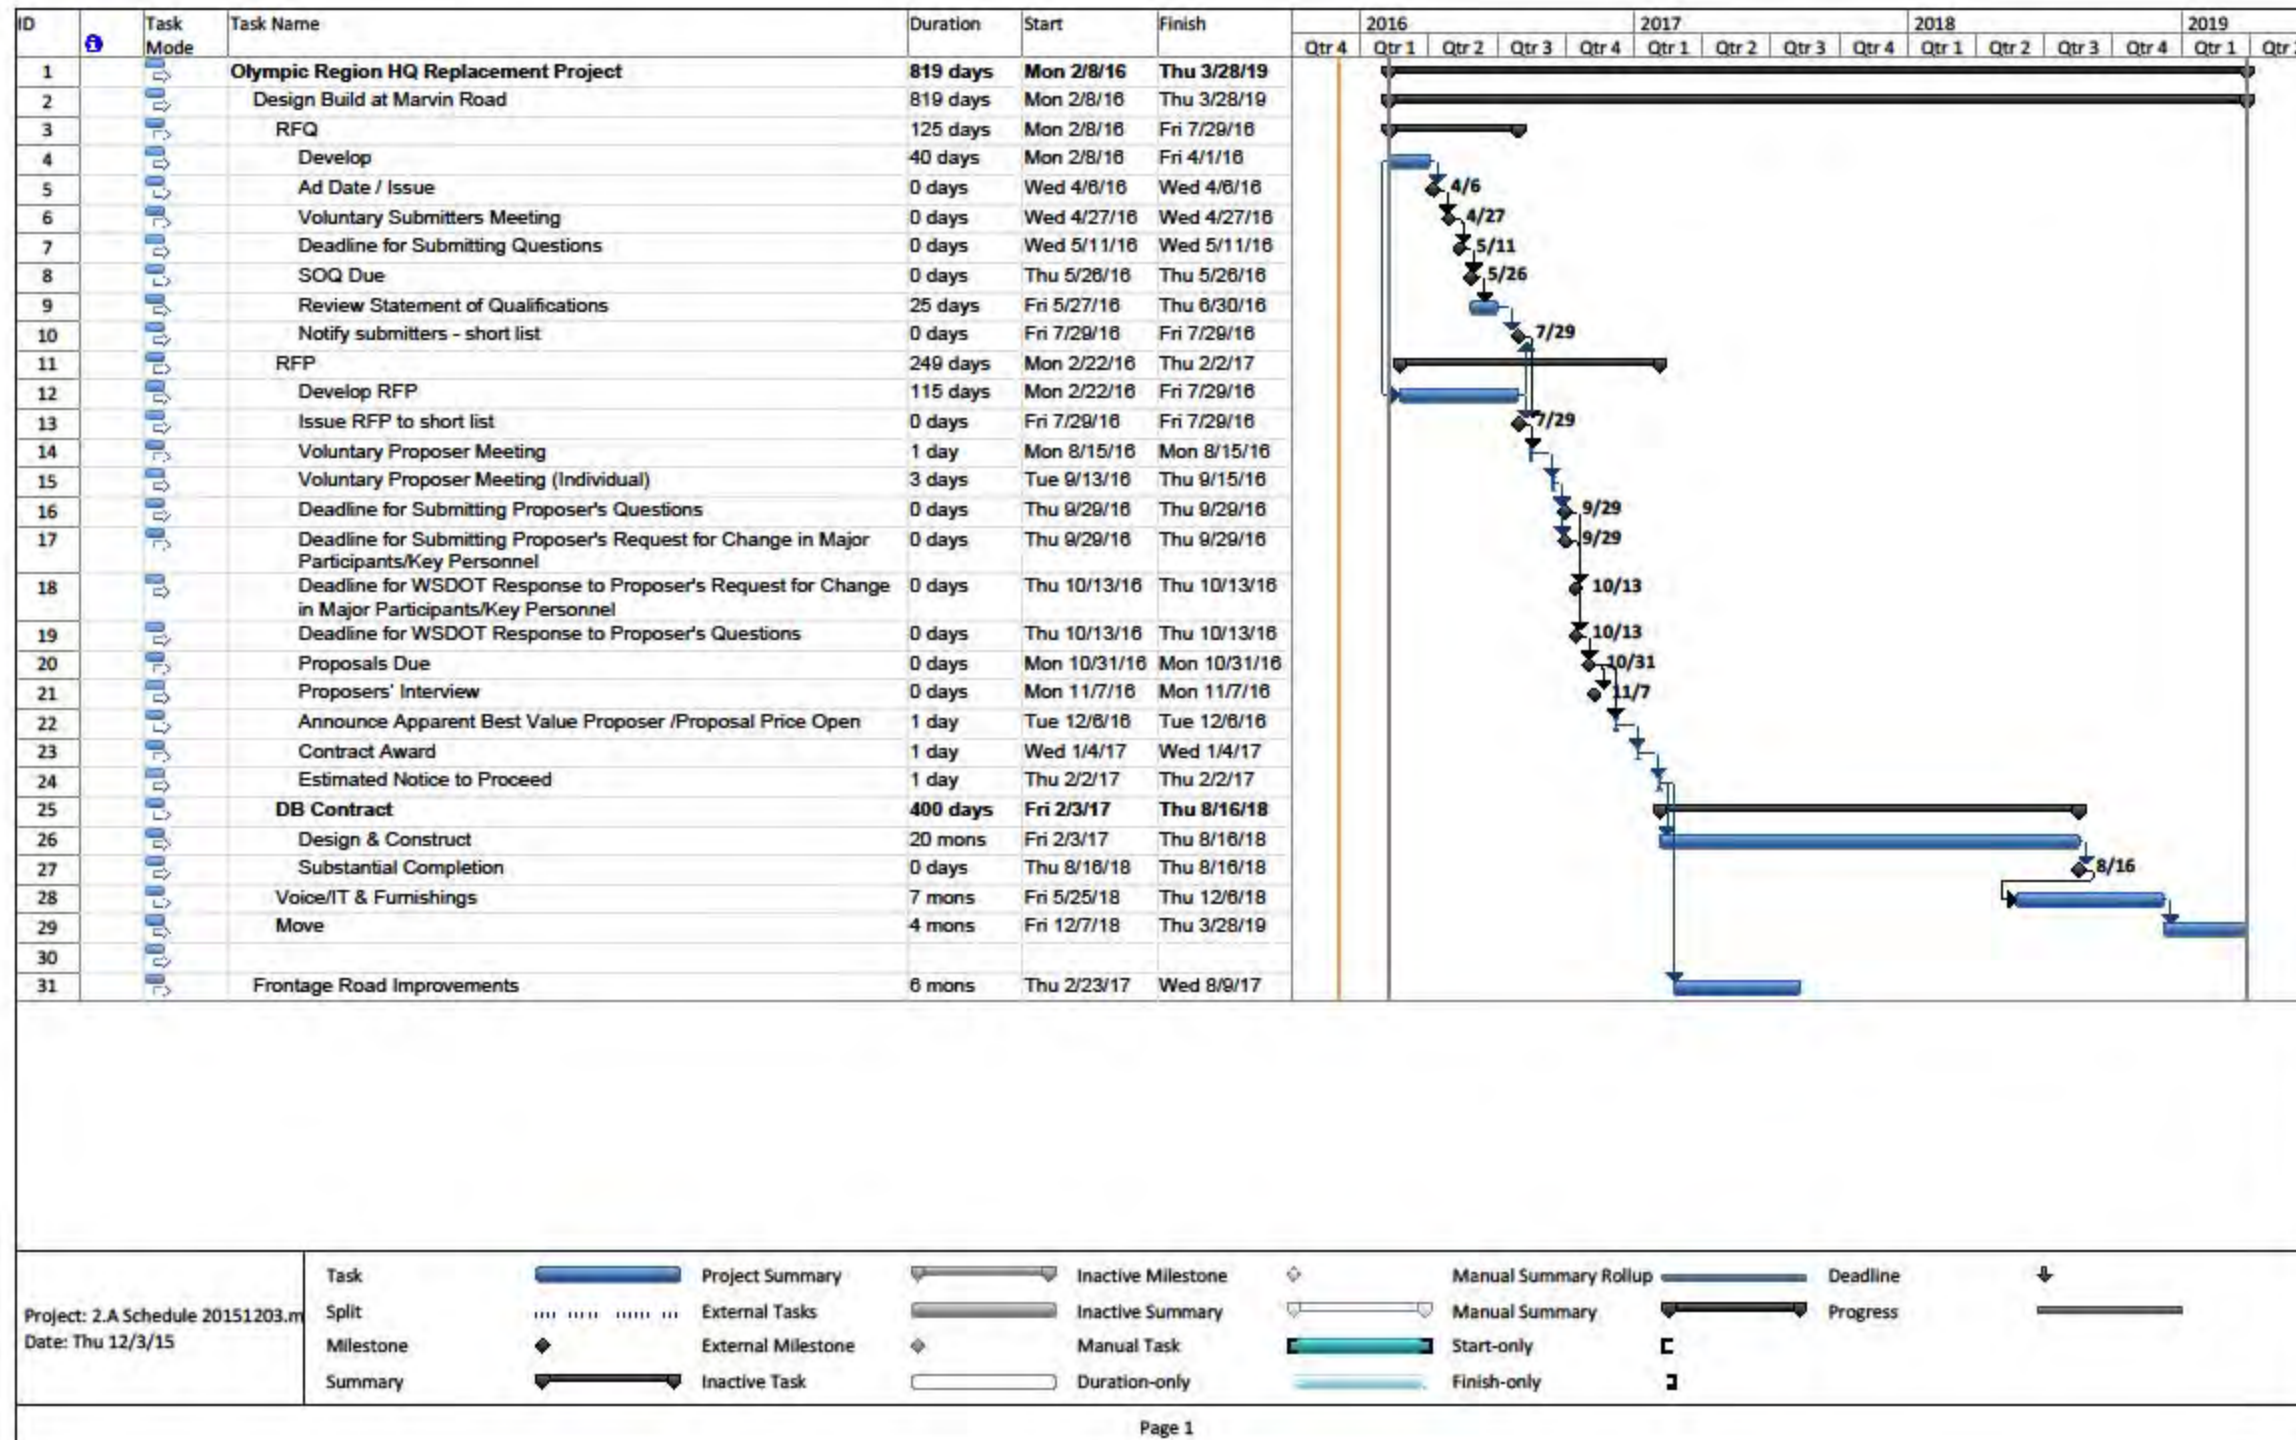 ID Task Mode Task Name Duration Start Finish 2016 2017 2018 2019
Qtr 4 Qtr 1 Qtr 2 Qtr 3 Qtr 4 Qtr 1 Qtr 2 Qtr 3 Qtr 4 Qtr 1 Qtr 2 Qtr 3 Qtr 4 Qtr 1 Qtr
1 Olympic Region HQ Replacement Project 819 days Mon 2/8/16 Thu 3/28/19
2 Design Build at Marvin Road 819 days Mon 2/8/16 Thu 3/28/19
3 RFQ 125 days Mon 2/8/16 Fri 7/29/16
4 Develop 40 days Mon 2/8/16 Fri 4/1/16
5 Ad Date / Issue 0 days Wed 4/6/16 Wed 4/6/16 4/6
6 Voluntary Submitters Meeting 0 days Wed 4/27/16 Wed 4/27/16 4/27
7 Deadline for Submitting Questions 0 days Wed 5/11/16 Wed 5/11/16 5/11
8 SOQ Due 0 days Thu 5/26/16 Thu 5/26/16 5/26
9 Review Statement of Qualifications 25 days Fri 5/27/16 Thu 6/30/16
10 Notify submitters - short list 0 days Fri 7/29/16 Fri 7/29/16 7/29
11 RFP 249 days Mon 2/22/16 Thu 2/2/17
12 Develop RFP 115 days Mon 2/22/16 Fri 7/29/16
13 Issue RFP to short list 0 days Fri 7/29/16 Fri 7/29/16 7/29
14 Voluntary Proposer Meeting 1 day Mon 8/15/16 Mon 8/15/16
15 Voluntary Proposer Meeting (Individual) 3 days Tue 9/13/16 Thu 9/15/16
16 Deadline for Submitting Proposer's Questions 0 days Thu 9/29/16 Thu 9/29/16 9/29
17 Deadline for Submitting Proposer's Request for Change in Major 0 days Thu 9/29/16 Thu 9/29/16 9/29
Participants/Key Personnel
18 Deadline for WSDOT Response to Proposer's Request for Change 0 days Thu 10/13/16 Thu 10/13/16 10/13
in Major Participants/Key Personnel
19 Deadline for WSDOT Response to Proposer's Questions 0 days Thu 10/13/16 Thu 10/13/16 10/13
20 Proposals Due 0 days Mon 10/31/16 Mon 10/31/16 10/31
21 Proposers' Interview 0 days Mon 11/7/16 Mon 11/7/16 11/7
22 Announce Apparent Best Value Proposer /Proposal Price Open 1 day Tue 12/6/16 Tue 12/6/16
23 Contract Award 1 day Wed 1/4/17 Wed 1/4/17
24 Estimated Notice to Proceed 1 day Thu 2/2/17 Thu 2/2/17
25 DB Contract 400 days Fri 2/3/17 Thu 8/16/18
26 Design & Construct 20 mons Fri 2/3/17 Thu 8/16/18
27 Substantial Completion 0 days Thu 8/16/18 Thu 8/16/18 8/16
28 Voice/IT & Furnishings 7 mons Fri 5/25/18 Thu 12/6/18
29 Move 4 mons Fri 12/7/18 Thu 3/28/19
30
31 Frontage Road Improvements 6 mons Thu 2/23/17 Wed 8/9/17
Project: 2.A Schedule 20151203.m
Date: Thu 12/3/15
Task Project Summary Inactive Milestone Manual Summary Rollup Deadline
Split External Tasks Inactive Summary Manual Summary Progress
Milestone External Milestone Manual Task Start-only
Summary Inactive Task Duration-only Finish-only
Page 1